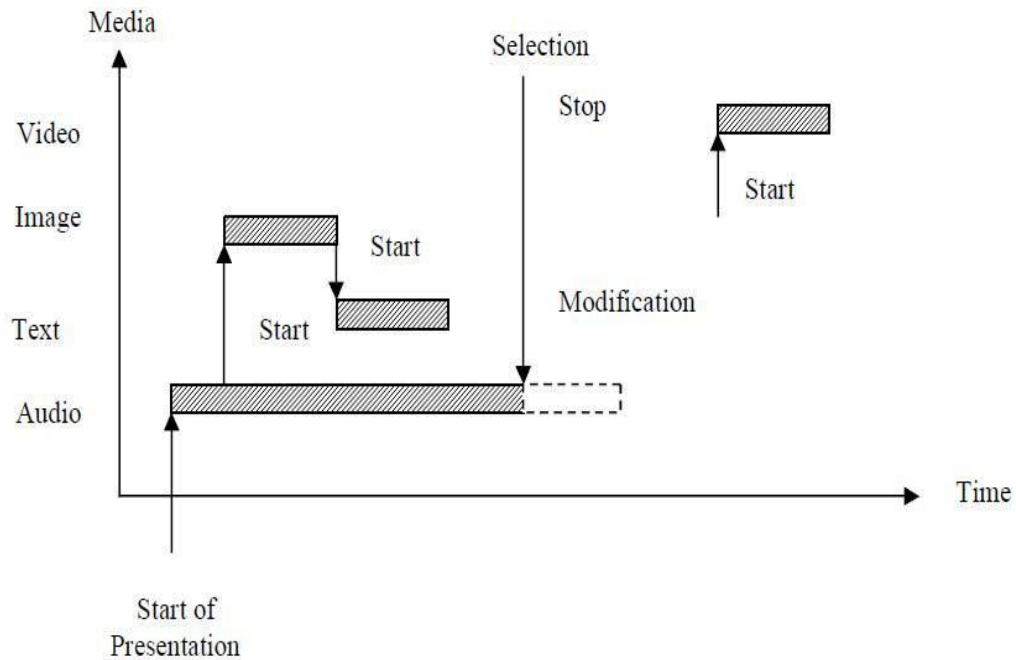 Media
Selection
Stop
Video
Start
Image
Start
Modification
Text
Start
Audio
Time
Start of
Presentation